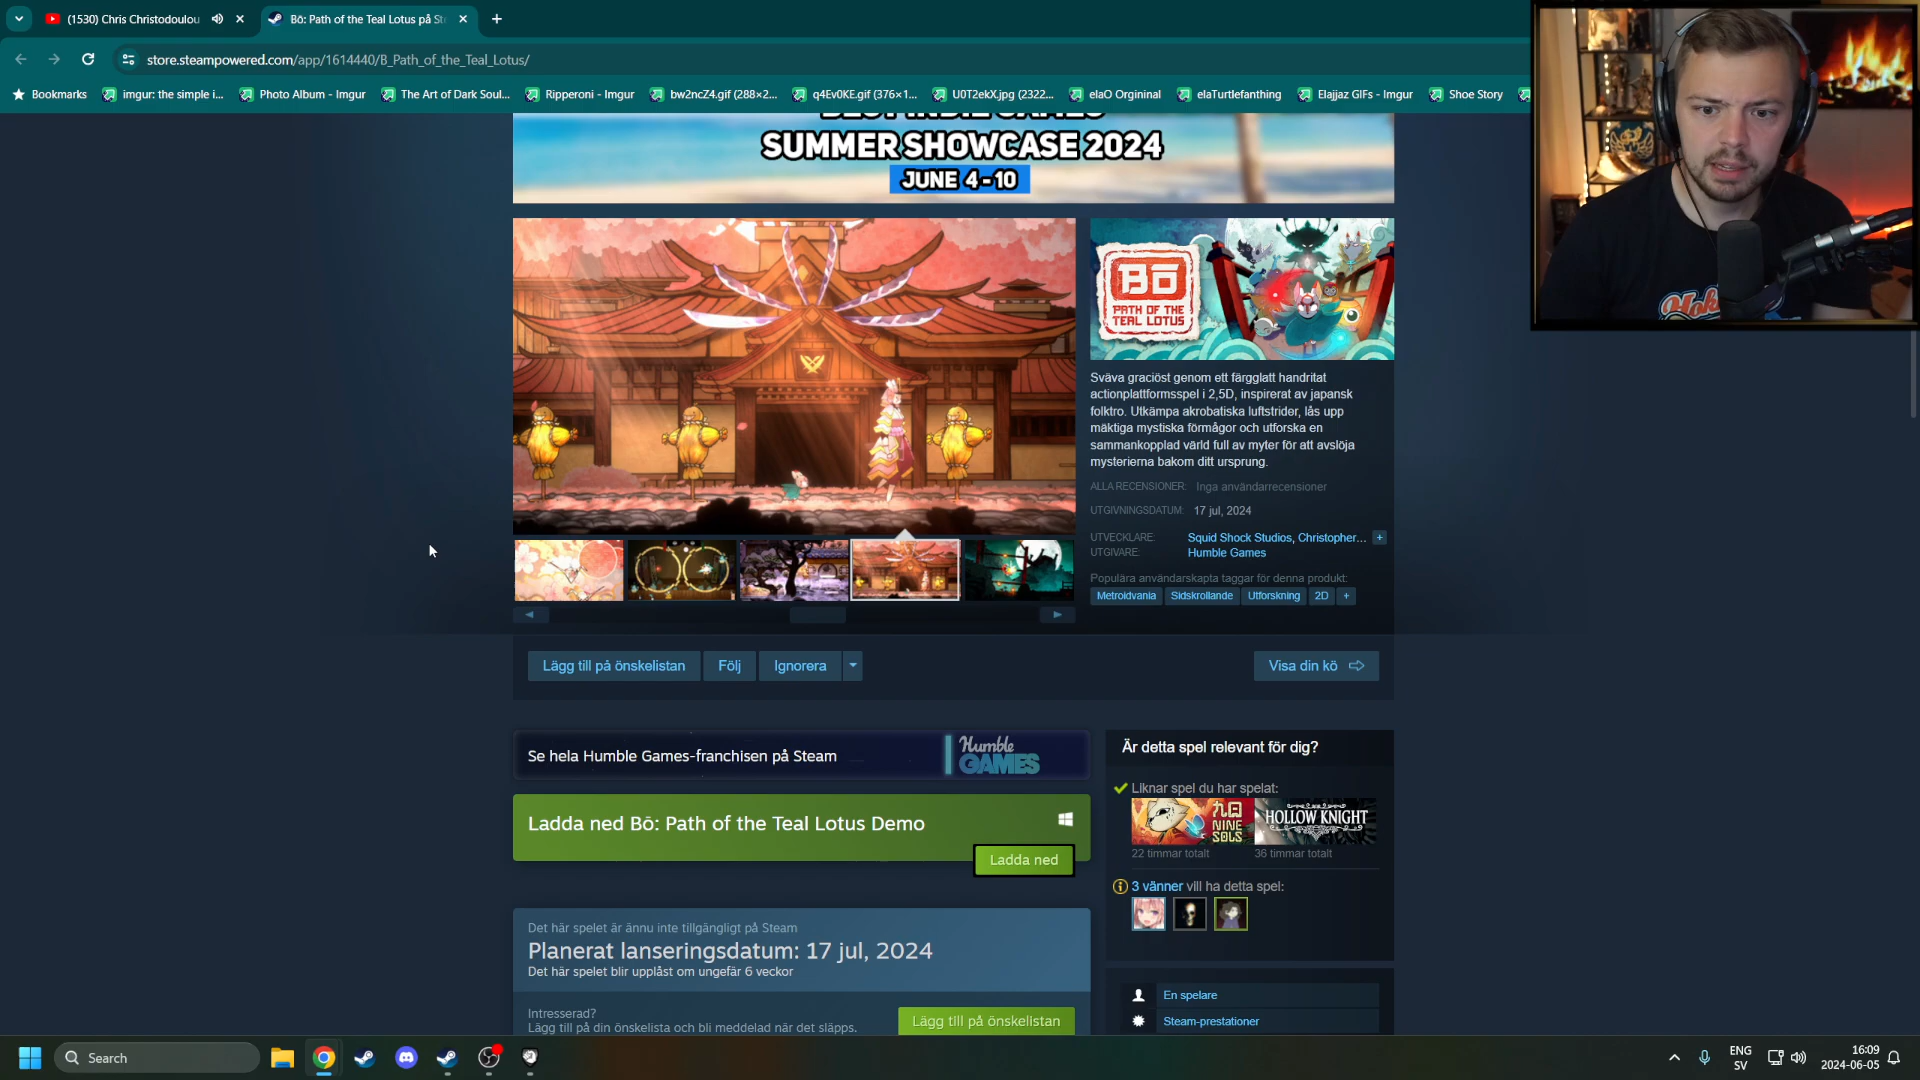 (1530) Chris Christodoulou
Bō: Path of the Teal Lotus på St
store.steampowered.com/app/1614440/B_Path_of_the_Teal_Lotus/
Bookmarks
imgur: the simple i...
Photo Album - Imgur
The Art of Dark Soul...
Ripperoni - Imgur
bw2ncZ4.gif (288×2...
q4Ev0KE.gif (376×1...
U0T2ekX.jpg (2322...
elaO Orgininal
elaTurtlefanthing
Elajjaz GIFs - Imgur
Shoe Story
BEST INDIE GAMES
SUMMER SHOWCASE 2024
JUNE 4-10
BŌ
PATH OF THE
TEAL LOTUS
Sväva graciöst genom ett färgglatt handritat
actionplattformsspel i 2,5D, inspirerat av japansk
folktro. Utkämpa akrobatiska luftstrider, lås upp
mäktiga mystiska förmågor och utforska en
sammankopplad värld full av myter för att avslöja
mysterierna bakom ditt ursprung.
ALLA RECENSIONER: Inga användarrecensioner
UTGIVNINGSDATUM: 17 jul, 2024
UTVECKLARE: Squid Shock Studios, Christopher... +
UTGIVARE: Humble Games
Populära användarskapta taggar för denna produkt:
Metroidvania Sidskrollande Utforskning 2D +
Lägg till på önskelistan
Följ
Ignorera
Visa din kö
Se hela Humble Games-franchisen på Steam
Humble
GAMES
Ladda ned Bō: Path of the Teal Lotus Demo
Ladda ned
Det här spelet är ännu inte tillgängligt på Steam
Planerat lanseringsdatum: 17 jul, 2024
Det här spelet blir upplåst om ungefär 6 veckor
Intresserad?
Lägg till på din önskelista och bli meddelad när det släpps.
Lägg till på önskelistan
Är detta spel relevant för dig?
Liknar spel du har spelat:
九日
NINE
SOLS
HOLLOW KNIGHT
22 timmar totalt
36 timmar totalt
3 vänner vill ha detta spel:
En spelare
Steam-prestationer
Search
ENG
SV
16:09
2024-06-05